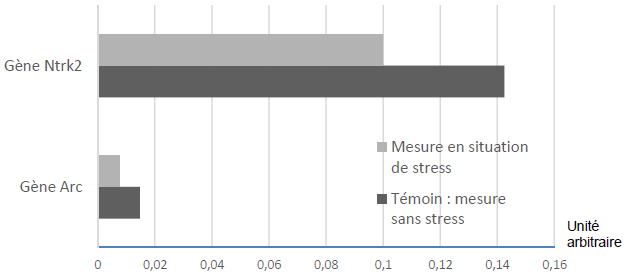 Gène Ntrk2
Gène Arc
Mesure en situation
de stress
Témoin : mesure
sans stress
Unité
arbitraire
0 0,02 0,04 0,06 0,08 0,1 0,12 0,14 0,16